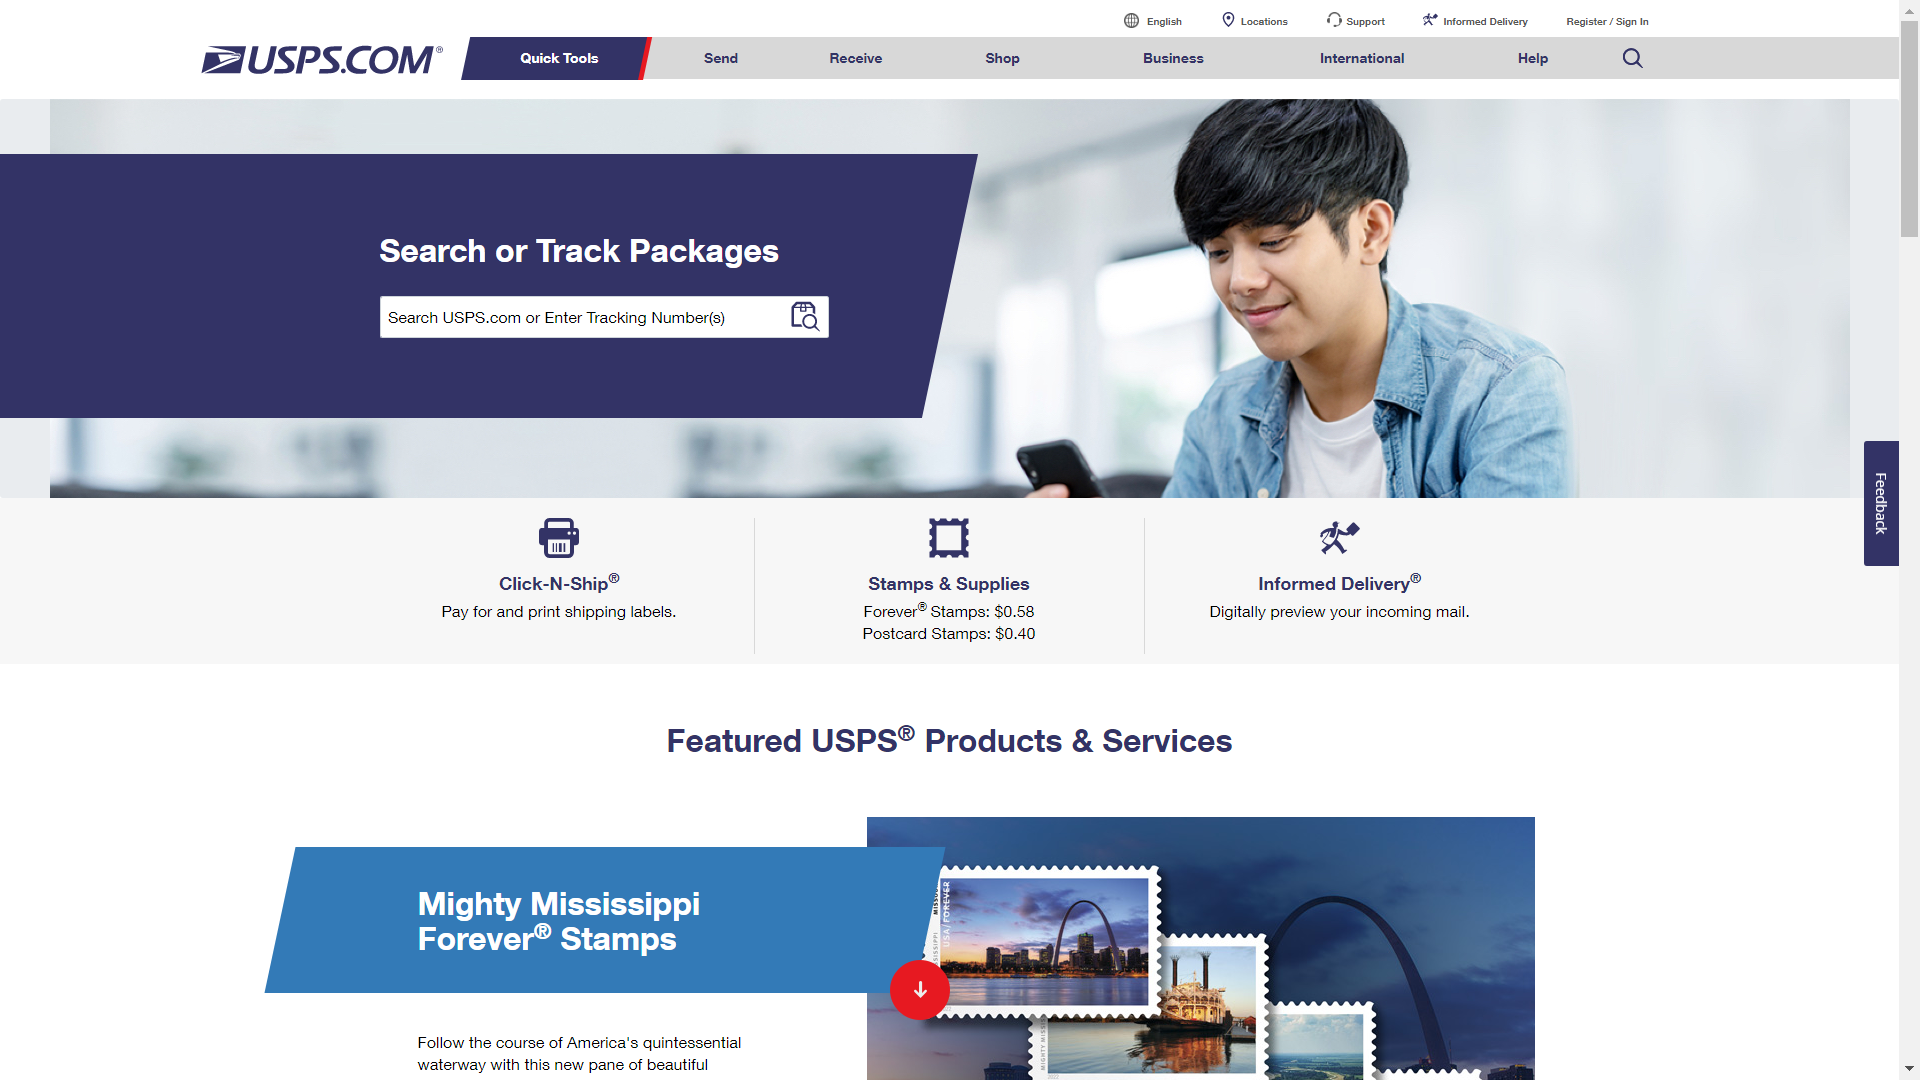 English
Locations
Support
Informed Delivery
Register / Sign In
USPS.COM®
Quick Tools
Send
Receive
Shop
Business
International
Help
Search or Track Packages
Search USPS.com or Enter Tracking Number(s)
Feedback
Click-N-Ship®
Pay for and print shipping labels.
Stamps & Supplies
Forever® Stamps: $0.58
Postcard Stamps: $0.40
Informed Delivery®
Digitally preview your incoming mail.
Featured USPS® Products & Services
Mighty Mississippi
Forever® Stamps
USA/FOREVER
Follow the course of America's quintessential
waterway with this new pane of beautiful